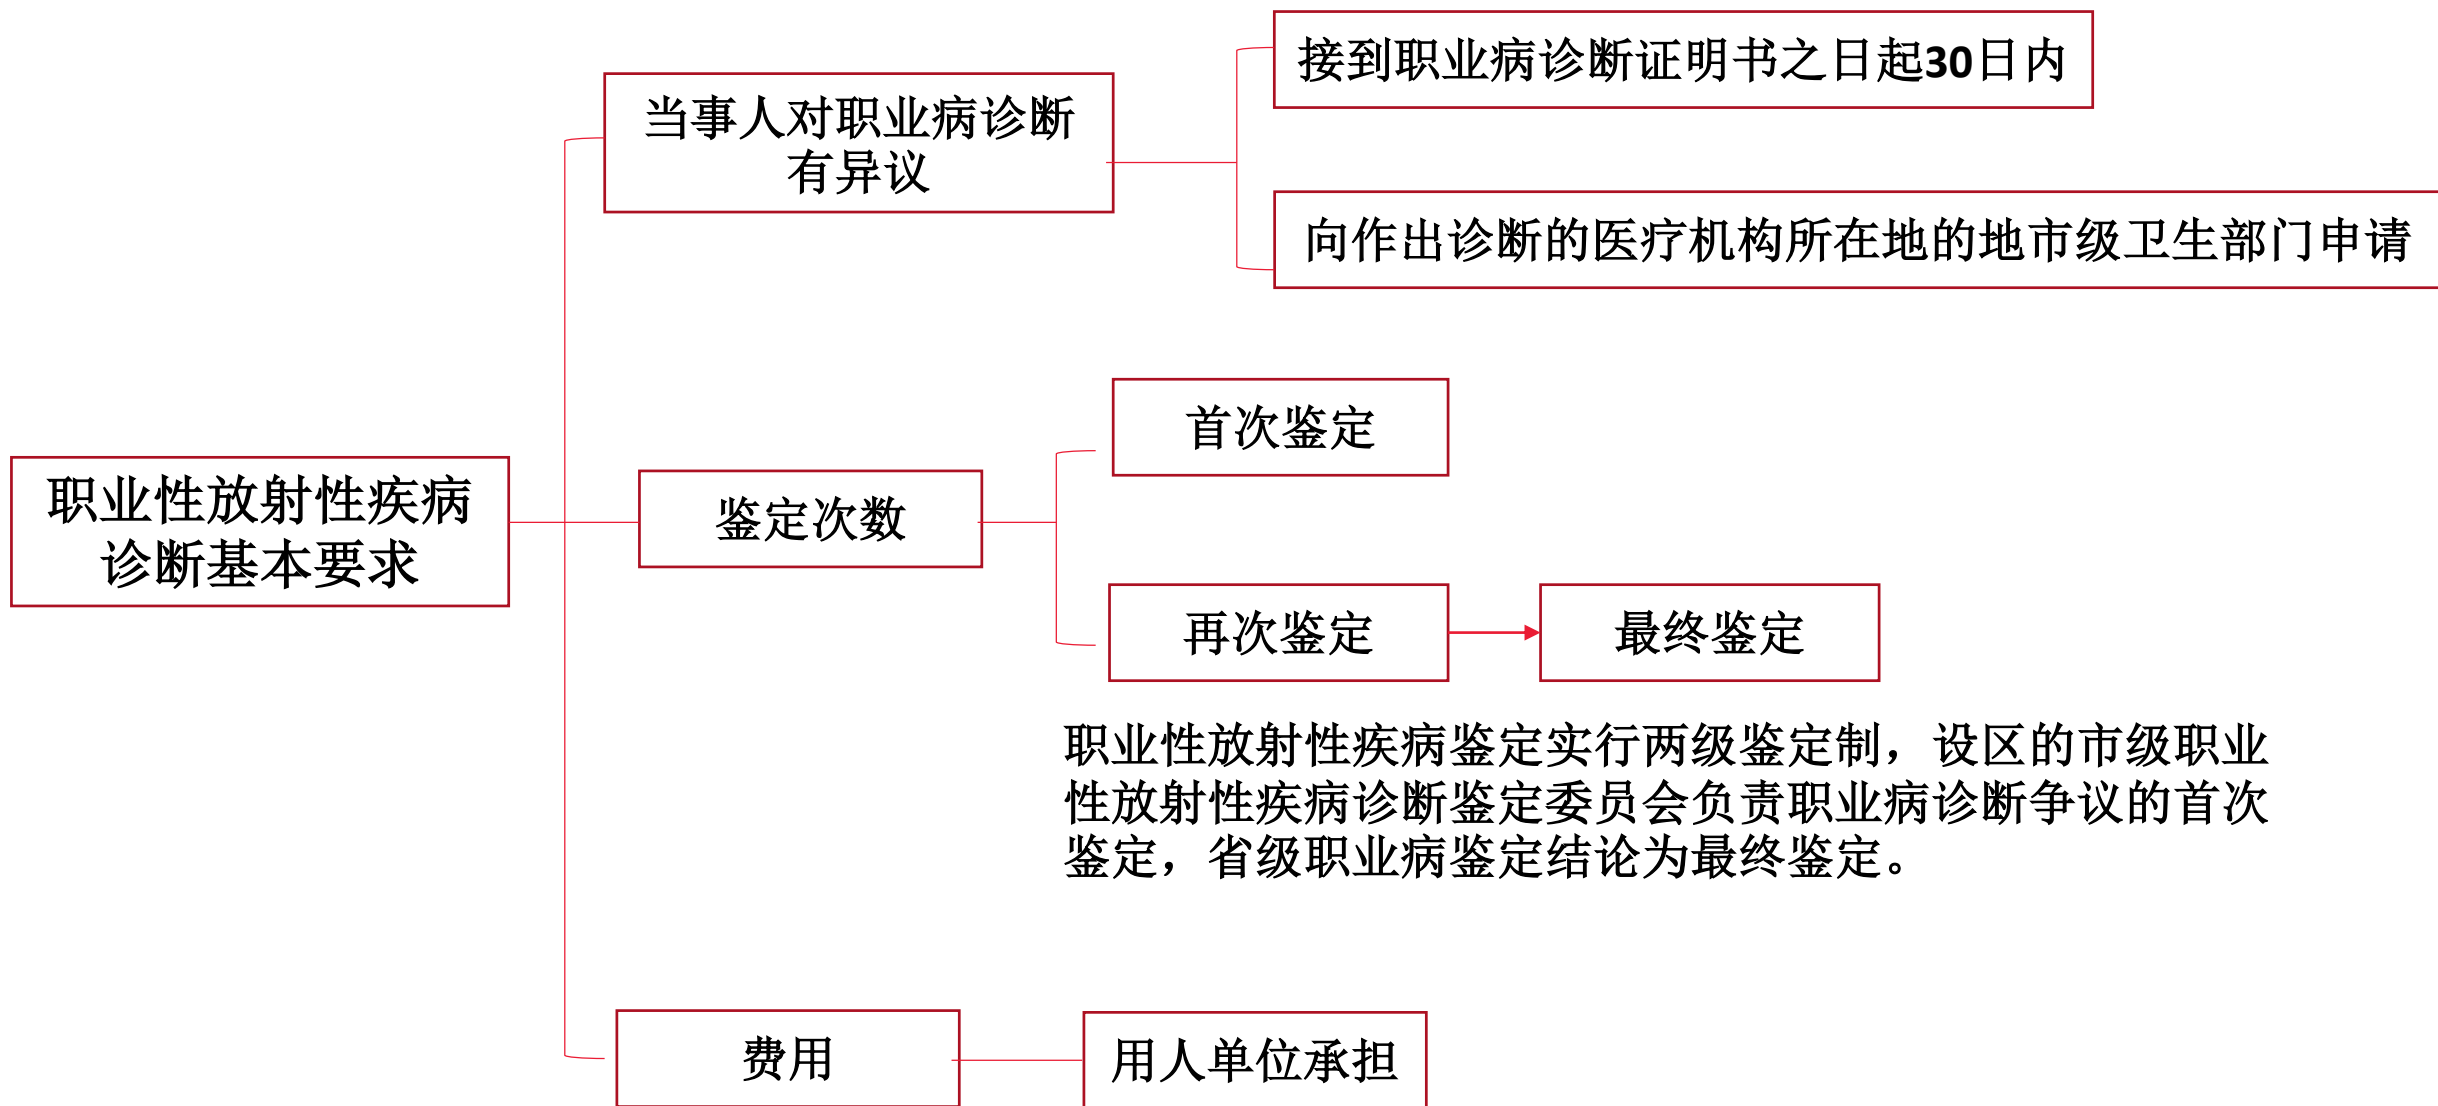 职业性放射性疾病
诊断基本要求
当事人对职业病诊断
有异议
接到职业病诊断证明书之日起30日内
向作出诊断的医疗机构所在地的地市级卫生部门申请
鉴定次数
首次鉴定
再次鉴定
最终鉴定
职业性放射性疾病鉴定实行两级鉴定制，设区的市级职业
性放射性疾病诊断鉴定委员会负责职业病诊断争议的首次
鉴定，省级职业病鉴定结论为最终鉴定。
费用
用人单位承担